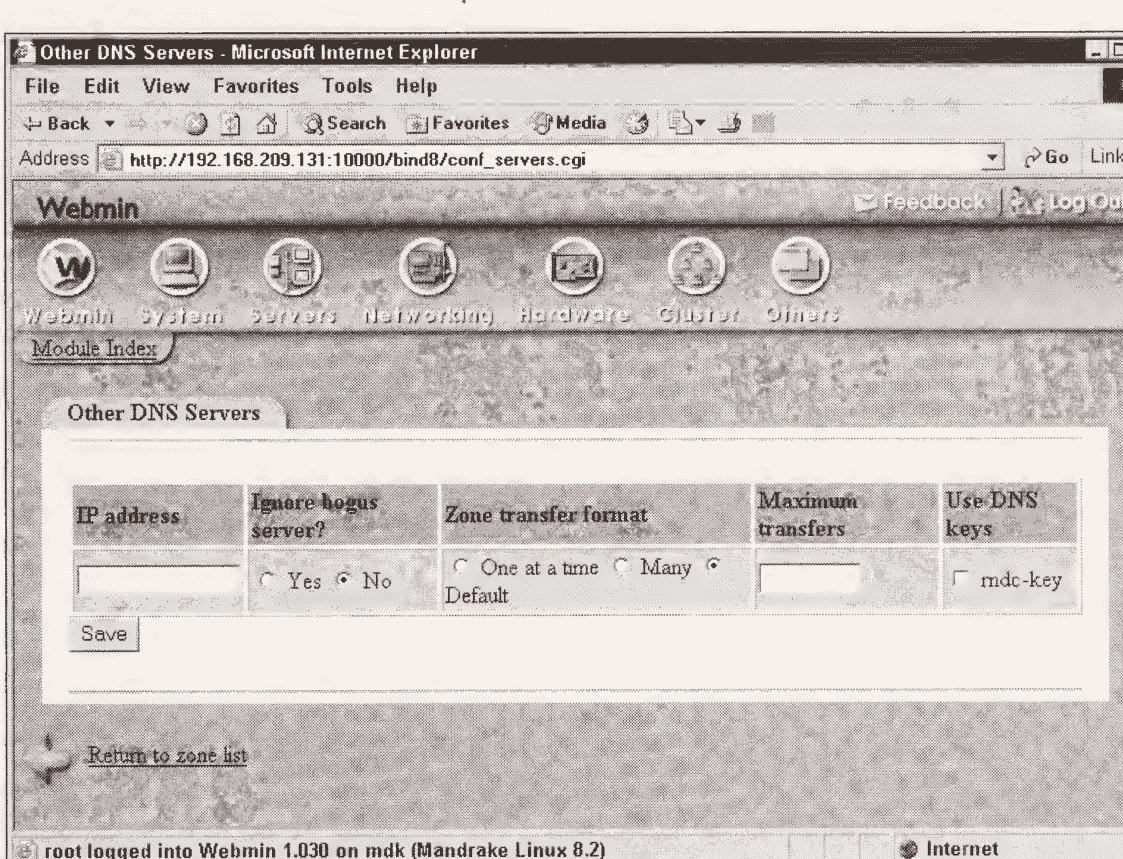 Other DNS Servers - Microsoft Internet Explorer
File Edit View Favorites Tools Help
Back Search Favorites Media
Address http://192.168.209.131:10000/bind8/conf_servers.cgi Go Link
Webmin Feedback | Log Out
Webmin System Servers Networking Hardware Cluster Others
Module Index
Other DNS Servers
IP address Ignore bogus server? Zone transfer format Maximum transfers Use DNS keys
Yes No One at a time Many Default rndc-key
Save
Return to zone list
root logged into Webmin 1.030 on mdk (Mandrake Linux 8.2) Internet